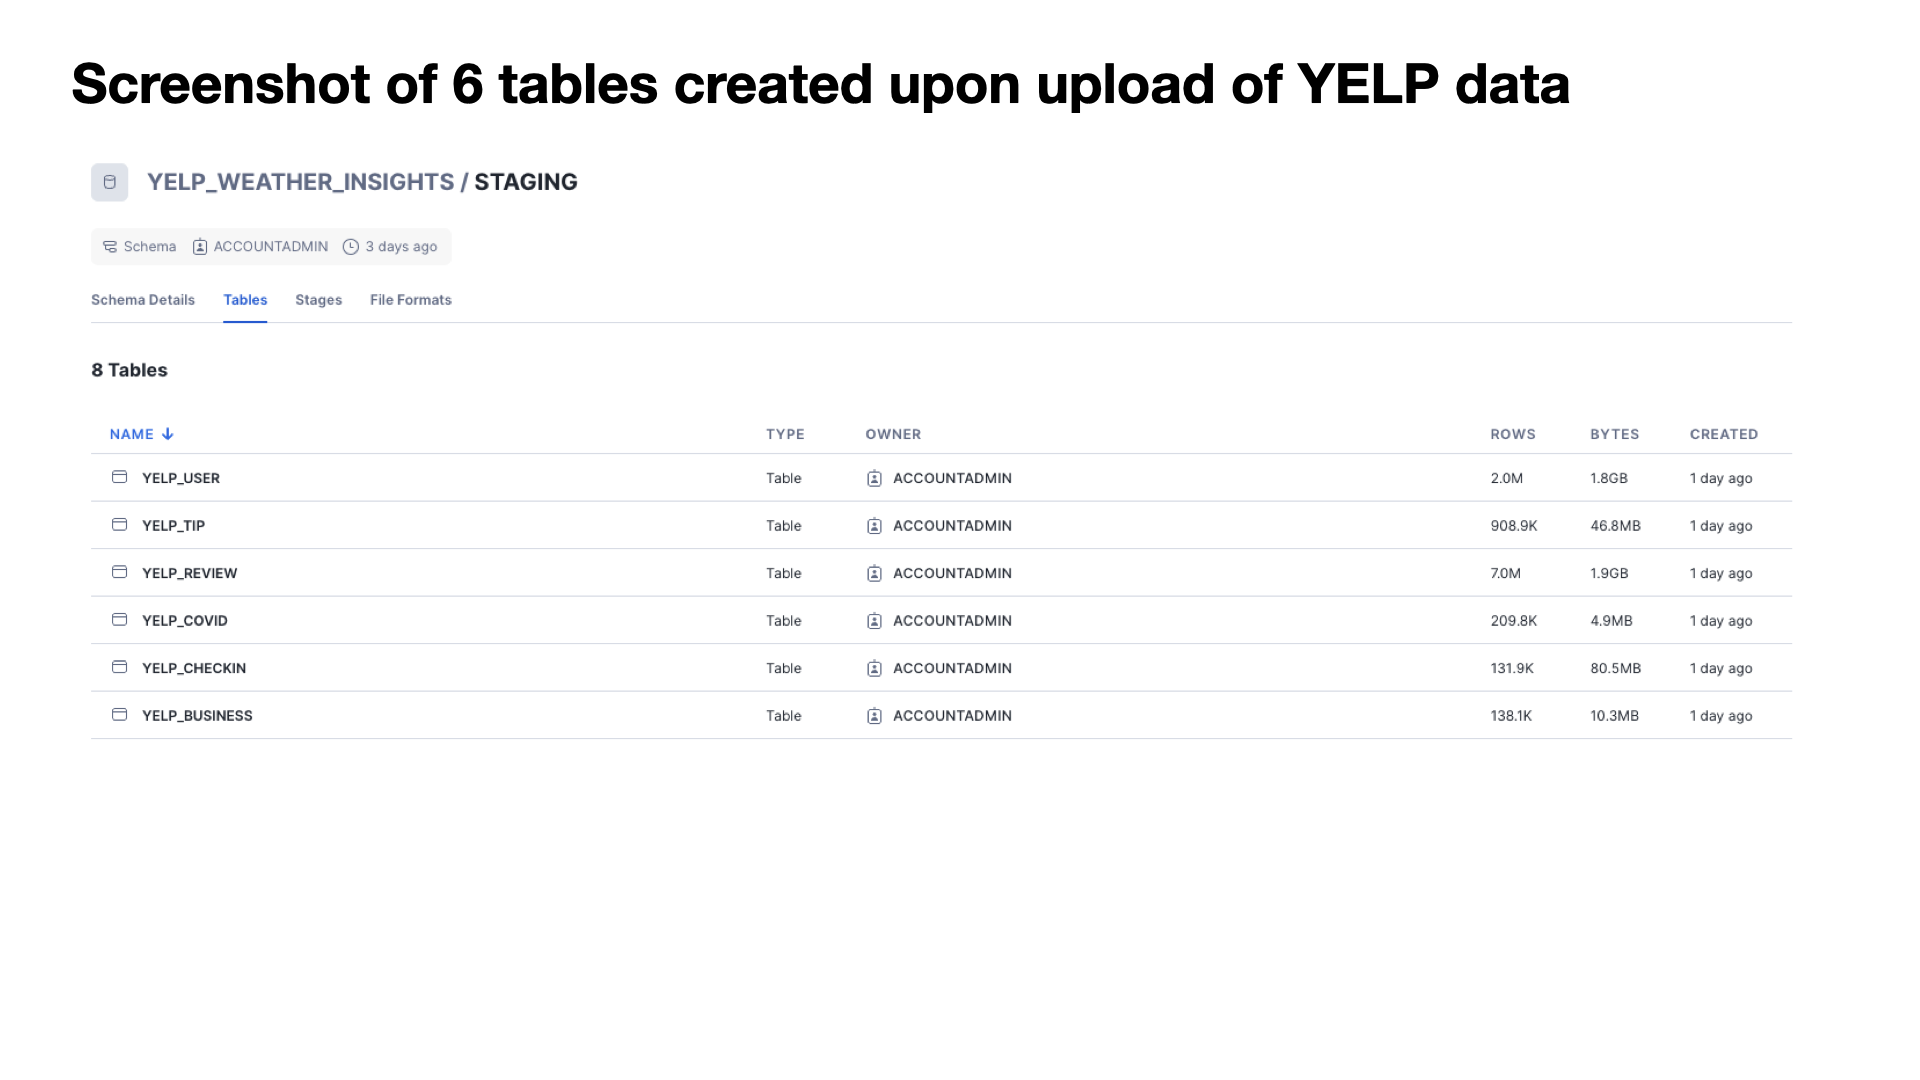 Screenshot of 6 tables created upon upload of YELP data
YELP_WEATHER_INSIGHTS / STAGING
Schema ACCOUNTADMIN 3 days ago
Schema Details Tables Stages File Formats
8 Tables
NAME TYPE OWNER ROWS BYTES CREATED
YELP_USER Table ACCOUNTADMIN 2.0M 1.8GB 1 day ago
YELP_TIP Table ACCOUNTADMIN 908.9K 46.8MB 1 day ago
YELP_REVIEW Table ACCOUNTADMIN 7.0M 1.9GB 1 day ago
YELP_COVID Table ACCOUNTADMIN 209.8K 4.9MB 1 day ago
YELP_CHECKIN Table ACCOUNTADMIN 131.9K 80.5MB 1 day ago
YELP_BUSINESS Table ACCOUNTADMIN 138.1K 10.3MB 1 day ago